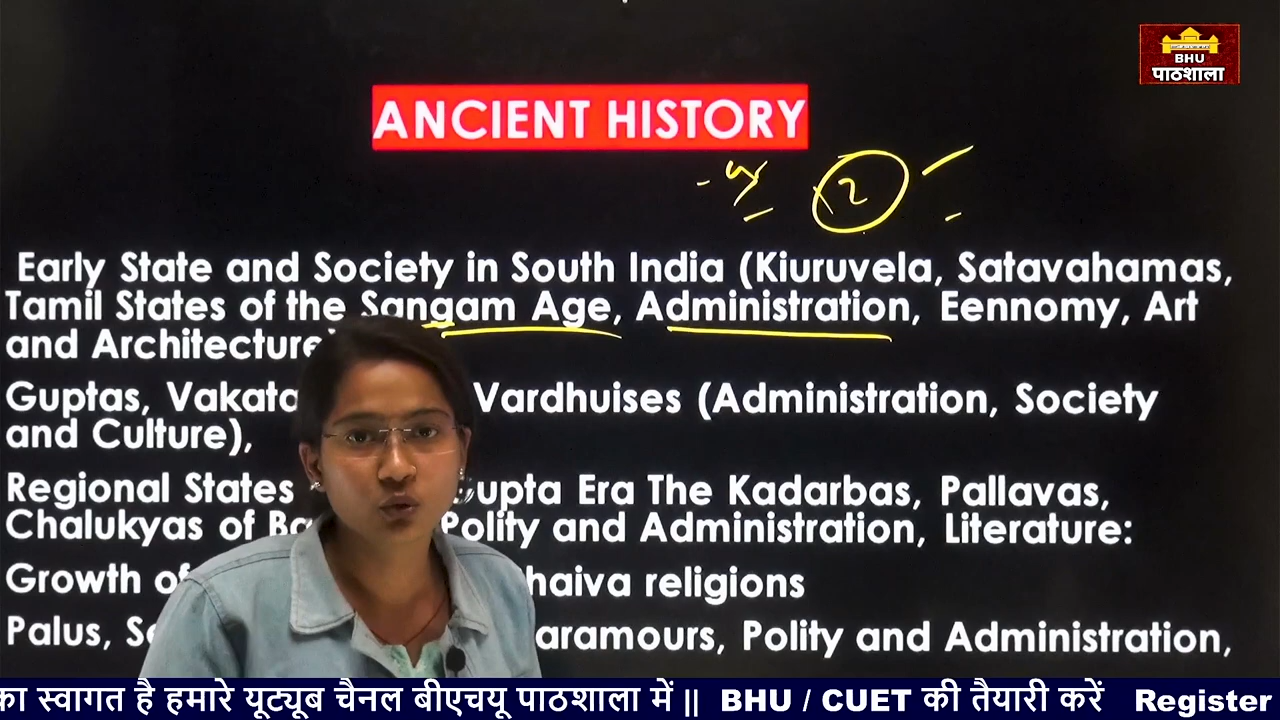 BHU
पाठशाला
ANCIENT HISTORY
2
Early State and Society in South India (Kiuruvela, Satavahamas,
Tamil States of the Sangam Age, Administration, Eennomy, Art
and Architecture)
Guptas, Vardhuises (Administration, Society
and Culture),
Regional States Gupta Era The Kadarbas, Pallavas,
Chalukyas of Polity and Administration, Literature:
Growth of religions
Palus, Polity and Administration,
का स्वागत है हमारे यूट्यूब चैनल बीएचयू पाठशाला में || BHU / CUET की तैयारी करें Register